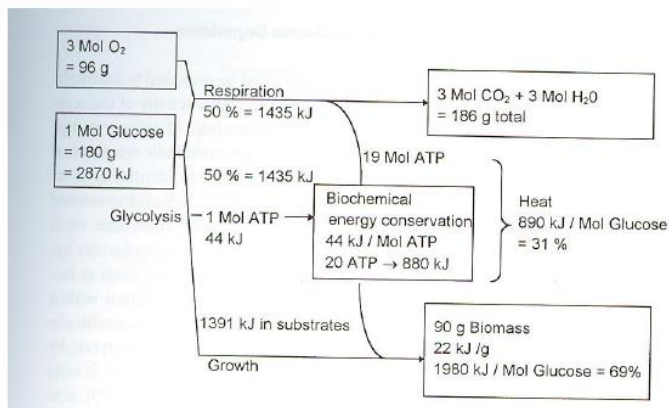 3 Mol O₂
= 96 g
1 Mol Glucose
= 180 g
= 2870 kJ
Respiration
50 % = 1435 kJ
50 % = 1435 kJ
Glycolysis
1 Mol ATP
44 kJ
19 Mol ATP
Biochemical
energy conservation
44 kJ / Mol ATP
20 ATP → 880 kJ
1391 kJ in substrates
Growth
3 Mol CO₂ + 3 Mol H₂0
= 186 g total
Heat
890 kJ / Mol Glucose
= 31 %
90 g Biomass
22 kJ /g
1980 kJ / Mol Glucose = 69%